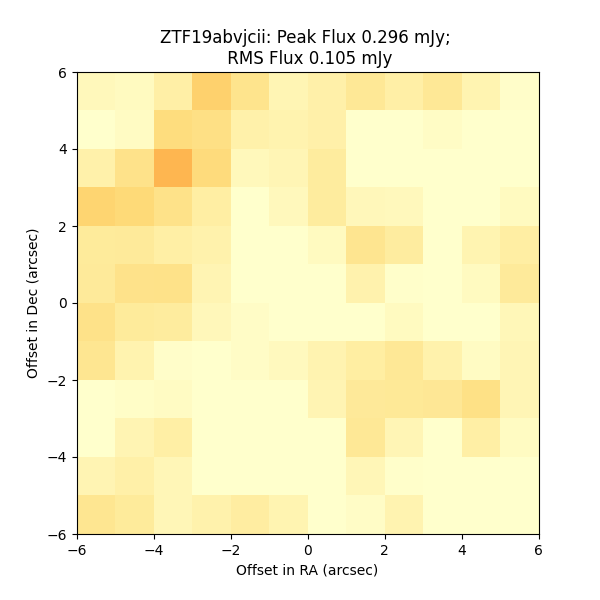 ZTF19abvjcii: Peak Flux 0.296 mJy;
RMS Flux 0.105 mJy
6
4
2
0
−2
−4
−6
Offset in Dec (arcsec)
−6 −4 −2 0 2 4 6
Offset in RA (arcsec)